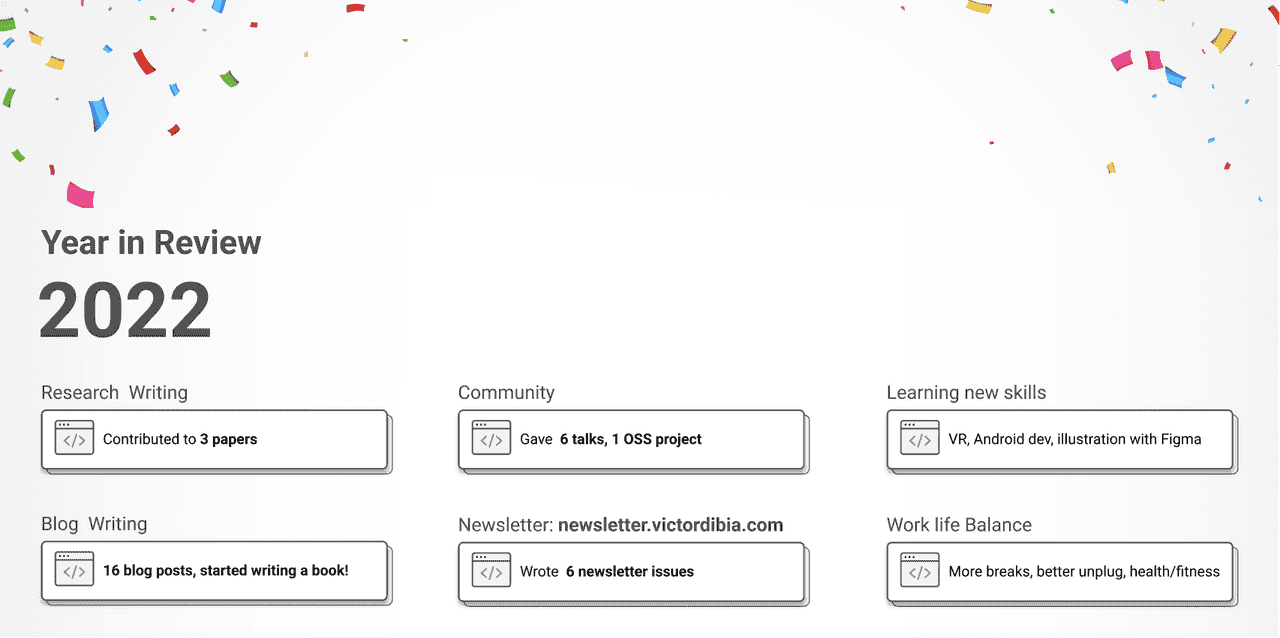 Year in Review
2022
Research Writing
</> Contributed to 3 papers
Community
</> Gave 6 talks, 1 OSS project
Learning new skills
</> VR, Android dev, illustration with Figma
Blog Writing
</> 16 blog posts, started writing a book!
Newsletter: newsletter.victordibia.com
</> Wrote 6 newsletter issues
Work life Balance
</> More breaks, better unplug, health/fitness